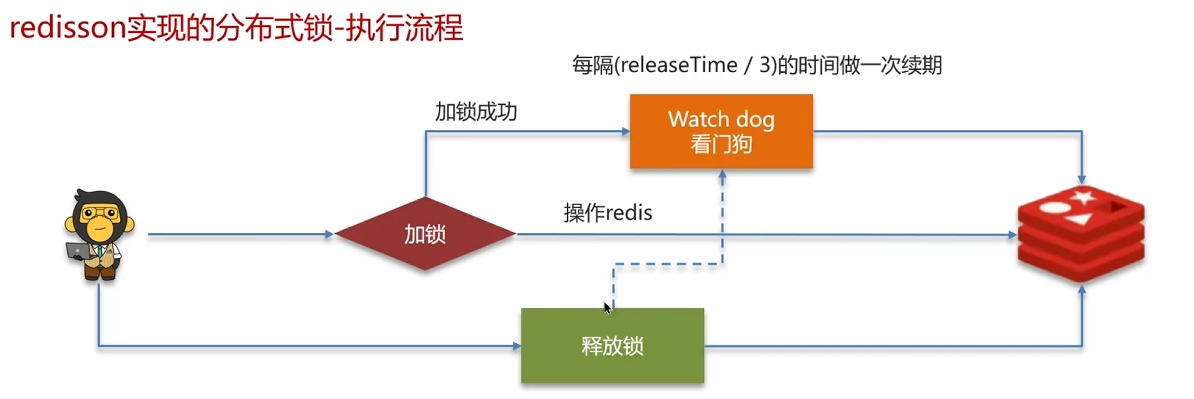 redisson实现的分布式锁-执行流程
每隔(releaseTime / 3)的时间做一次续期
加锁成功
Watch dog
看门狗
操作redis
加锁
释放锁